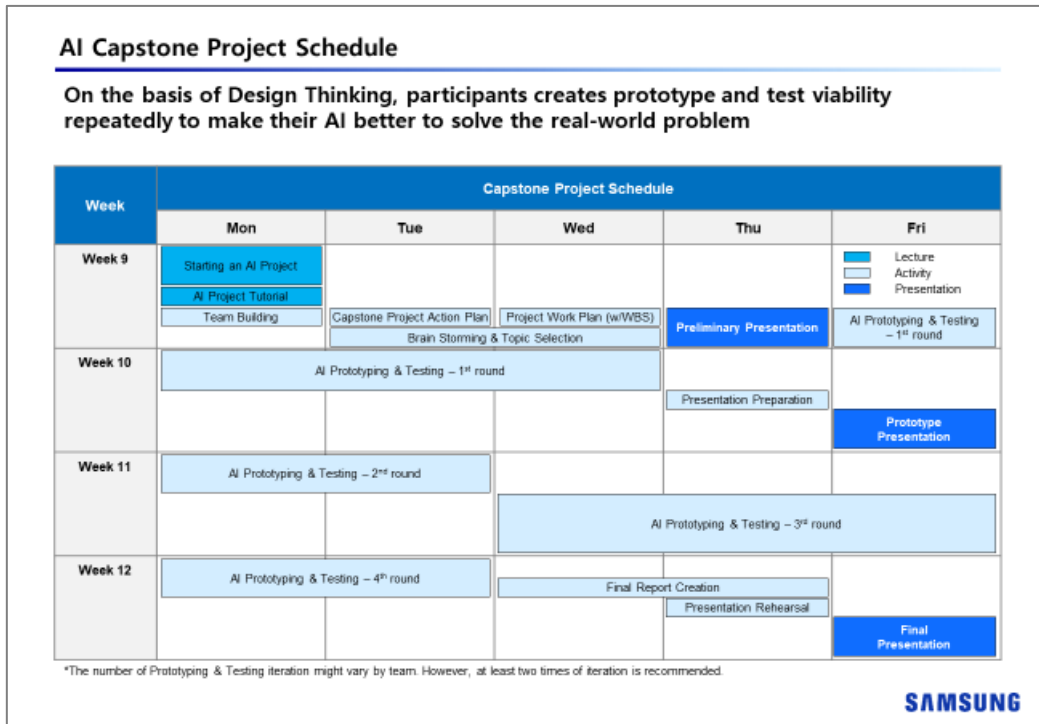 AI Capstone Project Schedule
On the basis of Design Thinking, participants creates prototype and test viability
repeatedly to make their AI better to solve the real-world problem
Week
Capstone Project Schedule
Mon
Tue
Wed
Thu
Fri
Week 9
Starting an AI Project
AI Project Tutorial
Team Building
Capstone Project Action Plan
Project Work Plan (w/WBS)
Brain Storming & Topic Selection
Preliminary Presentation
Lecture
Activity
Presentation
AI Prototyping & Testing
– 1st round
Week 10
AI Prototyping & Testing – 1st round
Presentation Preparation
Prototype
Presentation
Week 11
AI Prototyping & Testing – 2nd round
AI Prototyping & Testing – 3rd round
Week 12
AI Prototyping & Testing – 4th round
Final Report Creation
Presentation Rehearsal
Final
Presentation
*The number of Prototyping & Testing iteration might vary by team. However, at least two times of iteration is recommended.
SAMSUNG